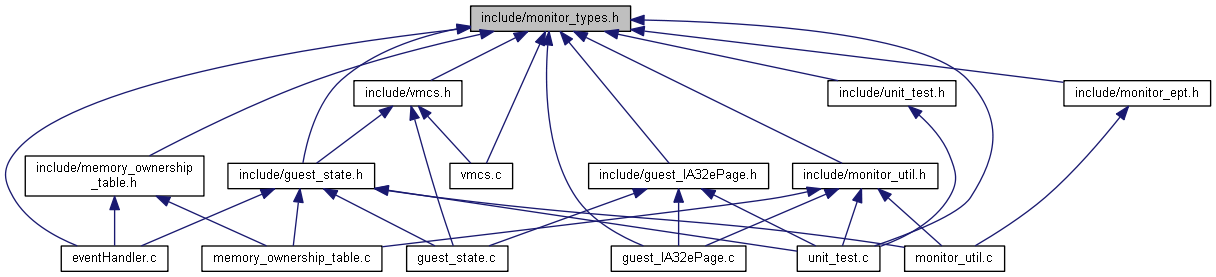 include/monitor_types.h
include/vmcs.h
include/unit_test.h
include/monitor_ept.h
include/memory_ownership
_table.h
include/guest_state.h
vmcs.c
include/guest_IA32ePage.h
include/monitor_util.h
eventHandler.c
memory_ownership_table.c
guest_state.c
guest_IA32ePage.c
unit_test.c
monitor_util.c